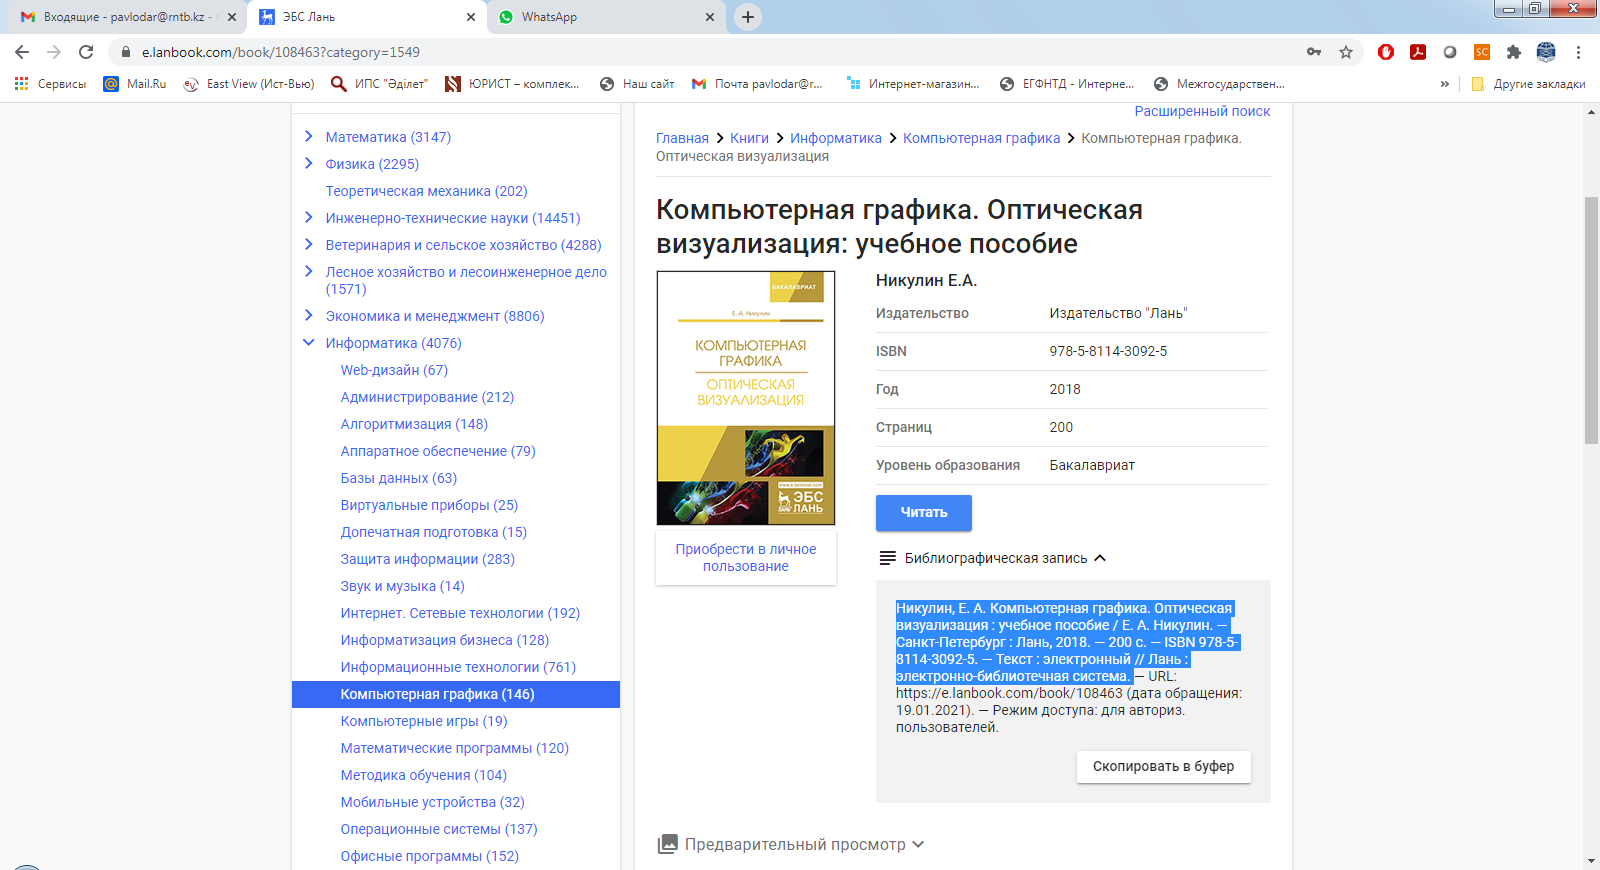 Входящие - pavlodar@rntb.kz -
ЭБС Лань
WhatsApp
e.lanbook.com/book/108463?category=1549
Сервисы
Mail.Ru
East View (Ист-Вью)
ИПС "Әділет"
ЮРИСТ – комплек...
Наш сайт
Почта pavlodar@r...
Интернет-магазин...
ЕГФНТД - Интерне...
Межгосударствен...
»
Другие закладки
Математика (3147)
Физика (2295)
Теоретическая механика (202)
Инженерно-технические науки (14451)
Ветеринария и сельское хозяйство (4288)
Лесное хозяйство и лесоинженерное дело
(1571)
Экономика и менеджмент (8806)
Информатика (4076)
Web-дизайн (67)
Администрирование (212)
Алгоритмизация (148)
Аппаратное обеспечение (79)
Базы данных (63)
Виртуальные приборы (25)
Допечатная подготовка (15)
Защита информации (283)
Звук и музыка (14)
Интернет. Сетевые технологии (192)
Информатизация бизнеса (128)
Информационные технологии (761)
Компьютерная графика (146)
Компьютерные игры (19)
Математические программы (120)
Методика обучения (104)
Мобильные устройства (32)
Операционные системы (137)
Офисные программы (152)
Расширенный поиск
Главная Книги Информатика Компьютерная графика Компьютерная графика.
Оптическая визуализация
Компьютерная графика. Оптическая
визуализация: учебное пособие
БАКАЛАВРИАТ
Е. А. Никулин
КОМПЬЮТЕРНАЯ
ГРАФИКА
ОПТИЧЕСКАЯ
ВИЗУАЛИЗАЦИЯ
www.e.lanbook.com
ЭБС
ЛАНЬ
Приобрести в личное
пользование
Никулин Е.А.
Издательство Издательство "Лань"
ISBN 978-5-8114-3092-5
Год 2018
Страниц 200
Уровень образования Бакалавриат
Читать
Библиографическая запись
Никулин, Е. А. Компьютерная графика. Оптическая
визуализация : учебное пособие / Е. А. Никулин. —
Санкт-Петербург : Лань, 2018. — 200 с. — ISBN 978-5-
8114-3092-5. — Текст : электронный // Лань :
электронно-библиотечная система. — URL:
https://e.lanbook.com/book/108463 (дата обращения:
19.01.2021). — Режим доступа: для авториз.
пользователей.
Скопировать в буфер
Предварительный просмотр